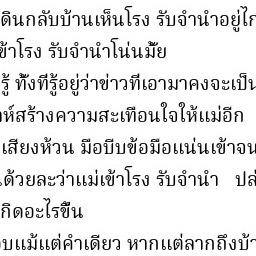 ดินกลับบ้านเห็นโรง รับจำนำอยู่ไก
ข้าโรง รับจำนำโน่นมั้ย
รู้ ทั้งที่รู้อยู่ว่าข่าวที่เอามาคงจะเป็น
ห์สร้างความสะเทือนใจให้แม่อีก
เสียงห้วน มือบีบข้อมือแน่นเข้าจน
ด้วยละว่าแม่เข้าโรง รับจำนำ ปล่
กิดอะไรขึ้น
บแม้แต่คำเดียว หากแต่ลากถึงบ้า